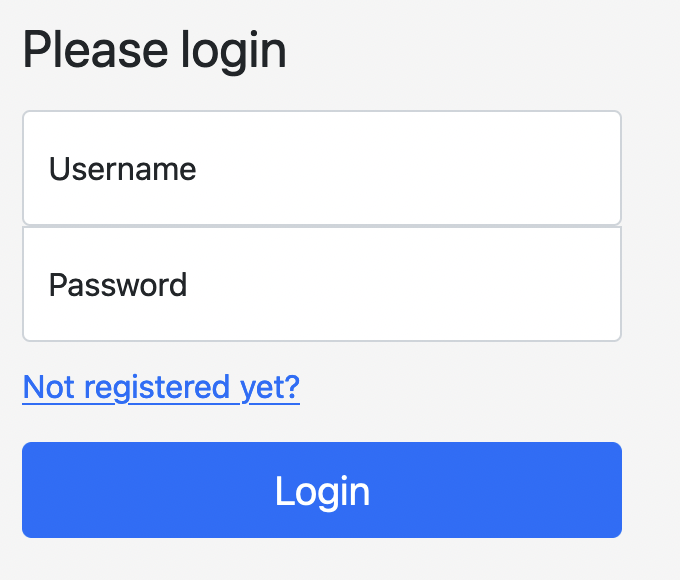 Please login
Username
Password
Not registered yet?
Login